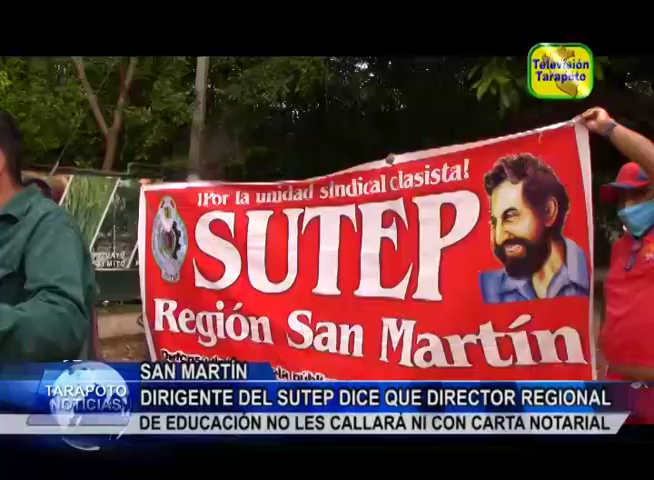 Televisión
Tarapoto
¡Por la unidad sindical clasista!
SUTEP
Región San Martín
TARAPOTO
NOTICIAS
SAN MARTÍN
DIRIGENTE DEL SUTEP DICE QUE DIRECTOR REGIONAL
DE EDUCACIÓN NO LES CALLARÁ NI CON CARTA NOTARIAL